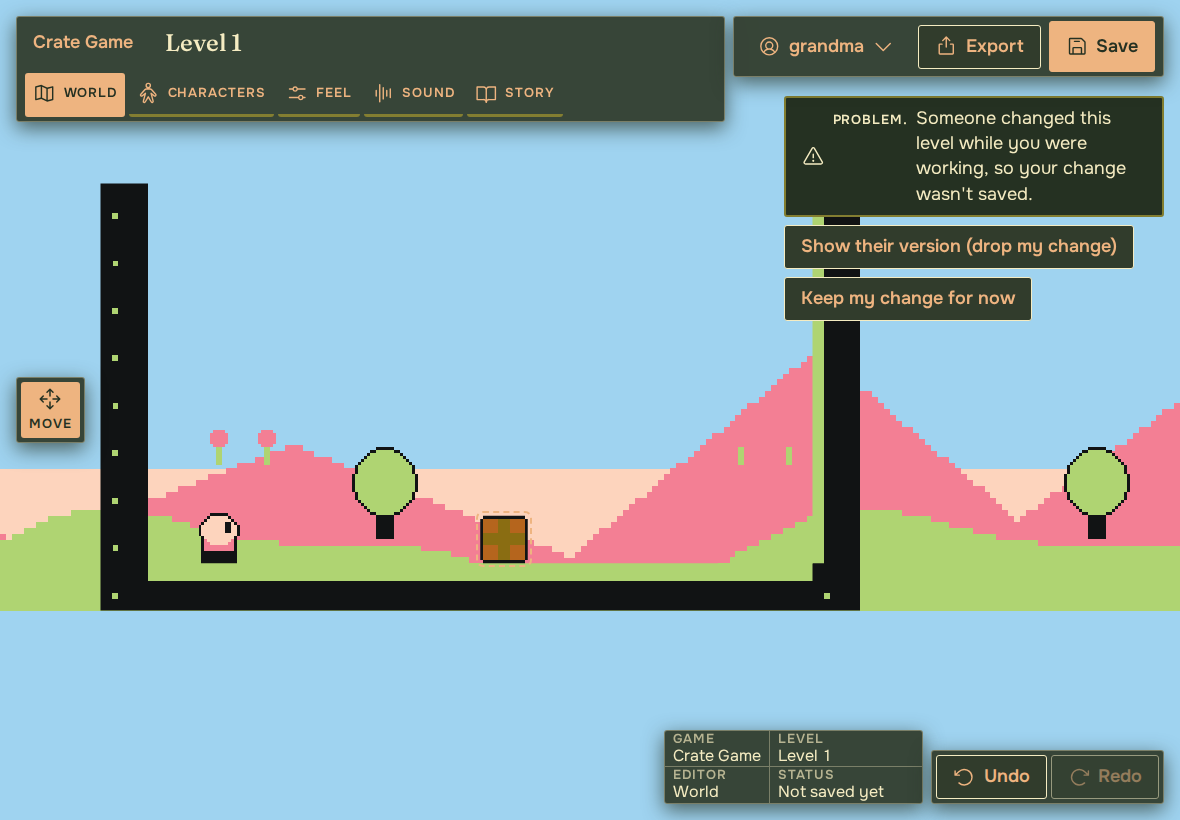 Crate Game
Level 1
grandma
Export
Save
WORLD
CHARACTERS
FEEL
SOUND
STORY
PROBLEM. Someone changed this
level while you were
working, so your change
wasn't saved.
Show their version (drop my change)
Keep my change for now
MOVE
GAME
Crate Game
LEVEL
Level 1
EDITOR
World
STATUS
Not saved yet
Undo
Redo